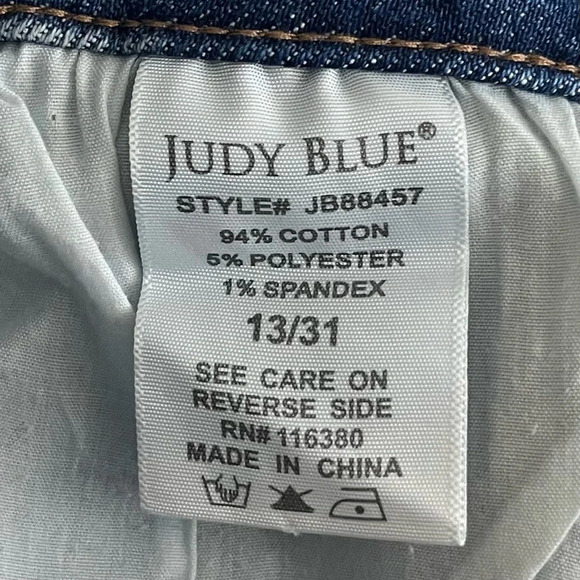 JUDY BLUE®
STYLE# JB88457
94% COTTON
5% POLYESTER
1% SPANDEX
13/31
SEE CARE ON
REVERSE SIDE
RN# 116380
MADE IN CHINA